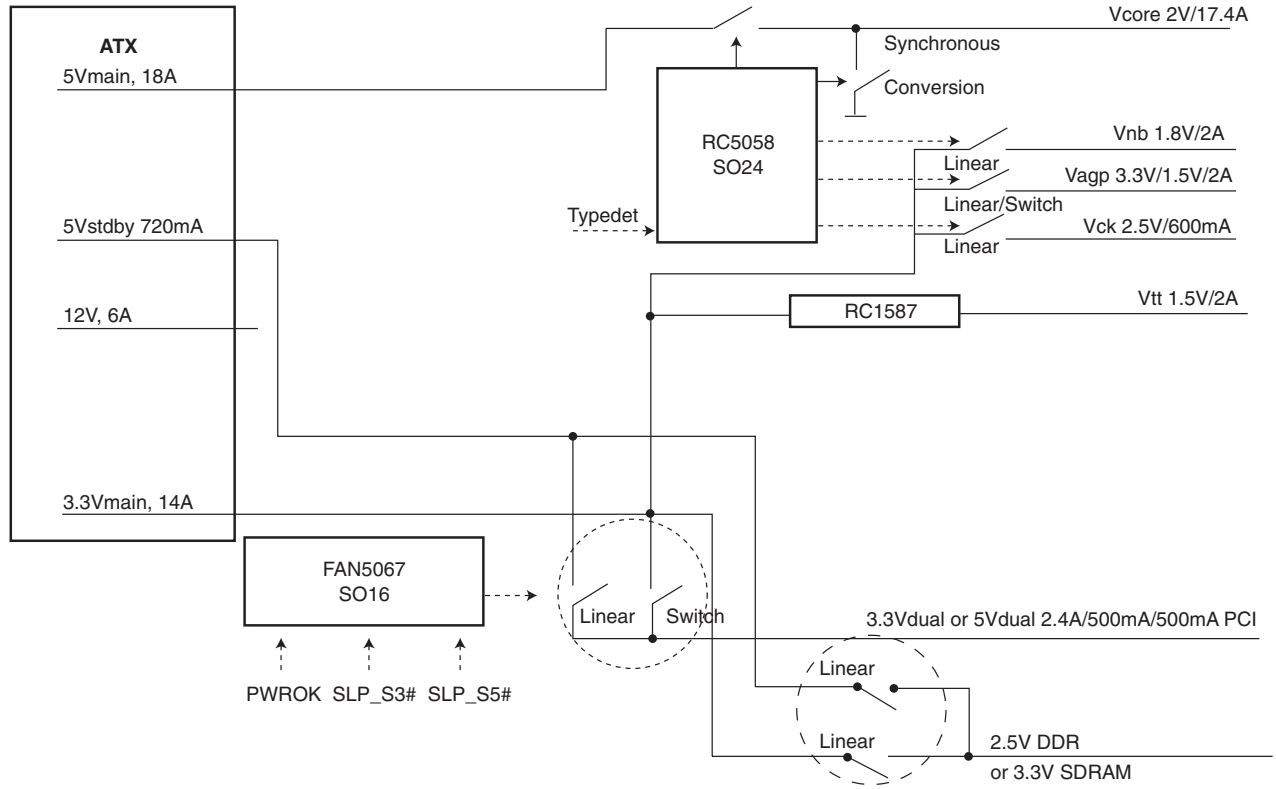 ATX
5Vmain, 18A
5Vstdby 720mA
12V, 6A
3.3Vmain, 14A
Vcore 2V/17.4A
Synchronous
Conversion
RC5058
SO24
Typedet
Vnb 1.8V/2A
Linear
Vagp 3.3V/1.5V/2A
Linear/Switch
Vck 2.5V/600mA
Linear
RC1587
Vtt 1.5V/2A
FAN5067
SO16
PWROK SLP_S3# SLP_S5#
Linear
Switch
3.3Vdual or 5Vdual 2.4A/500mA/500mA PCI
Linear
Linear
2.5V DDR
or 3.3V SDRAM